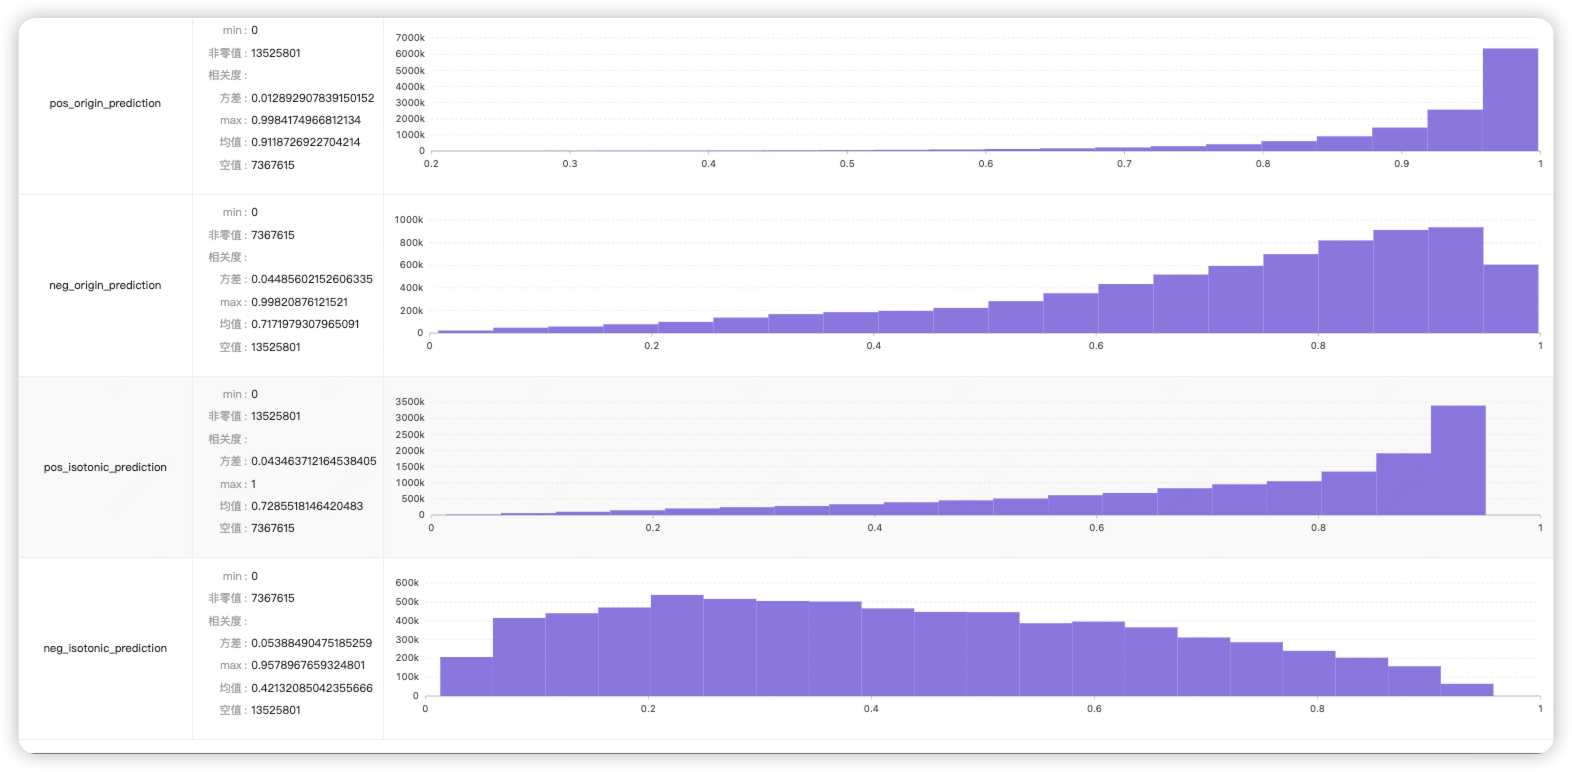 pos_origin_prediction
min : 0
非零值 : 13525801
相关度 :
方差 : 0.012892907839150152
max : 0.9984174966812134
均值 : 0.9118726922704214
空值 : 7367615
7000k
6000k
5000k
4000k
3000k
2000k
1000k
0
0.2 0.3 0.4 0.5 0.6 0.7 0.8 0.9 1
neg_origin_prediction
min : 0
非零值 : 7367615
相关度 :
方差 : 0.04485602152606335
max : 0.99820876121521
均值 : 0.7171979307965091
空值 : 13525801
1000k
800k
600k
400k
200k
0
0 0.2 0.4 0.6 0.8 1
pos_isotonic_prediction
min : 0
非零值 : 13525801
相关度 :
方差 : 0.043463712164538405
max : 1
均值 : 0.7285518146420483
空值 : 7367615
3500k
3000k
2500k
2000k
1500k
1000k
500k
0
0 0.2 0.4 0.6 0.8 1
neg_isotonic_prediction
min : 0
非零值 : 7367615
相关度 :
方差 : 0.05388490475185259
max : 0.9578967659324801
均值 : 0.42132085042355666
空值 : 13525801
600k
500k
400k
300k
200k
100k
0
0 0.2 0.4 0.6 0.8 1